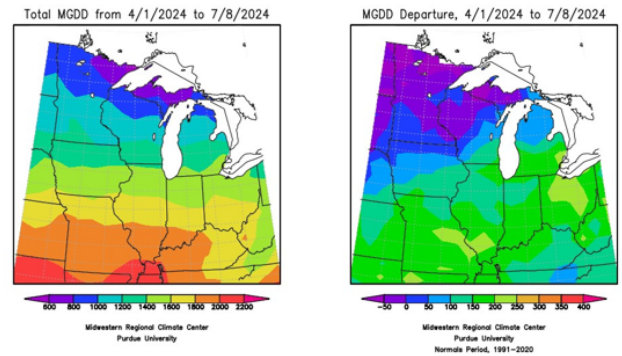 Total MGDD from 4/1/2024 to 7/8/2024
600 800 1000 1200 1400 1600 1800 2000 2200
Midwestern Regional Climate Center
Purdue University
MGDD Departure, 4/1/2024 to 7/8/2024
-50 0 50 100 150 200 250 300 350 400
Midwestern Regional Climate Center
Purdue University
Normals Period, 1991-2020